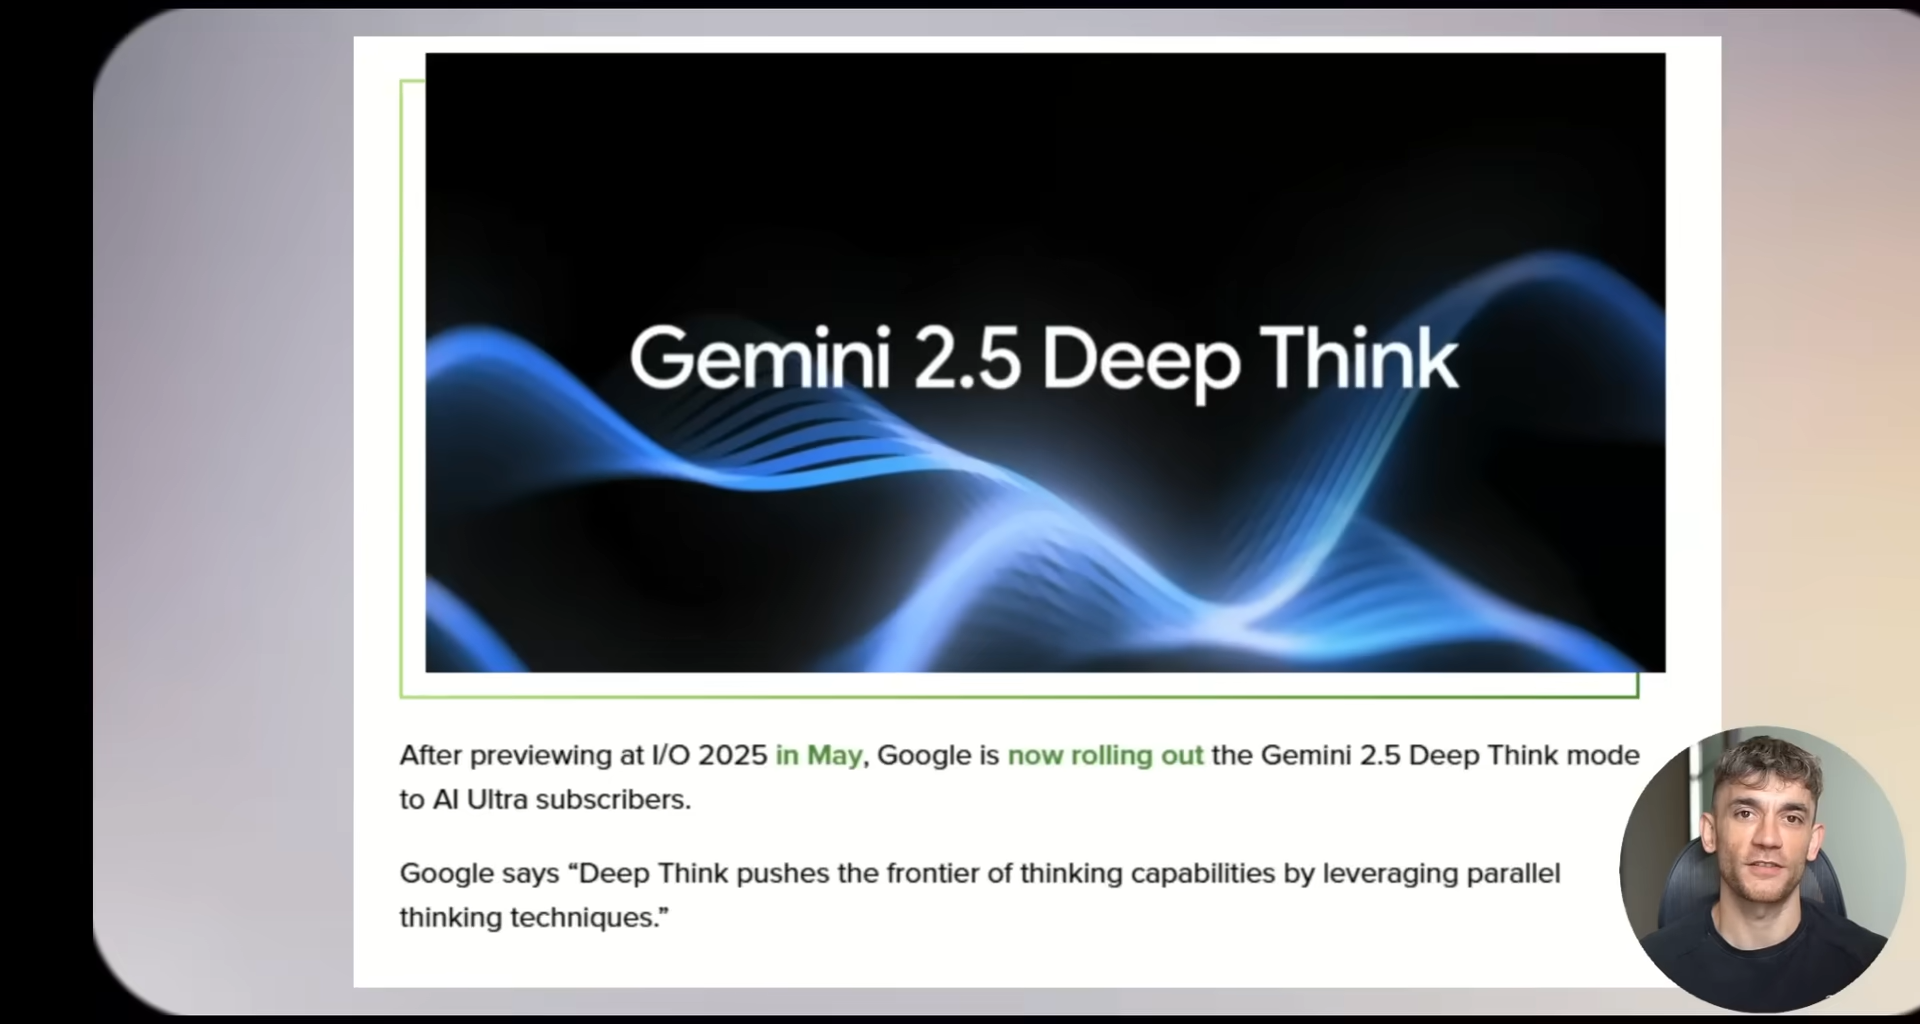 Gemini 2.5 Deep Think
After previewing at I/O 2025 in May, Google is now rolling out the Gemini 2.5 Deep Think mode
to AI Ultra subscribers.
Google says “Deep Think pushes the frontier of thinking capabilities by leveraging parallel
thinking techniques.”